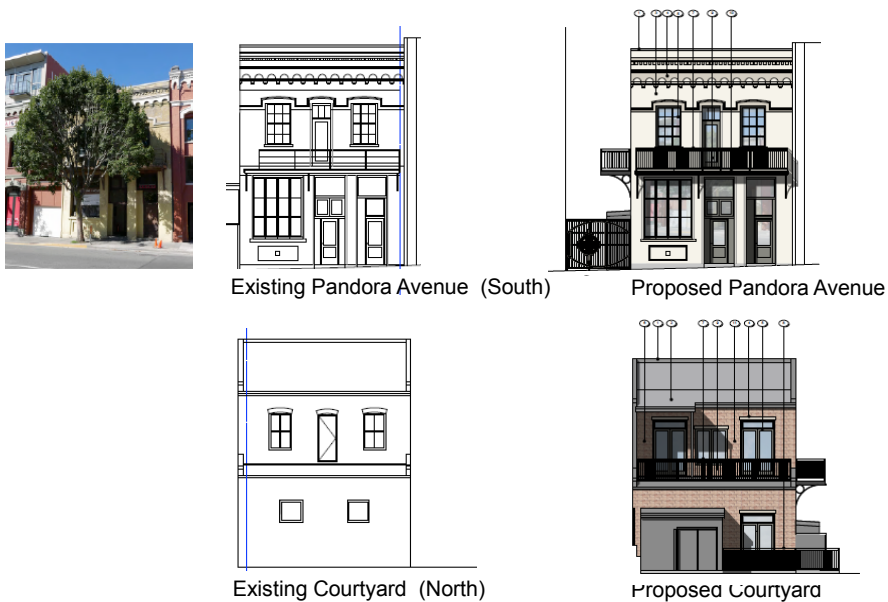 Existing Pandora Avenue (South)
Proposed Pandora Avenue
Existing Courtyard (North)
Proposed Courtyard